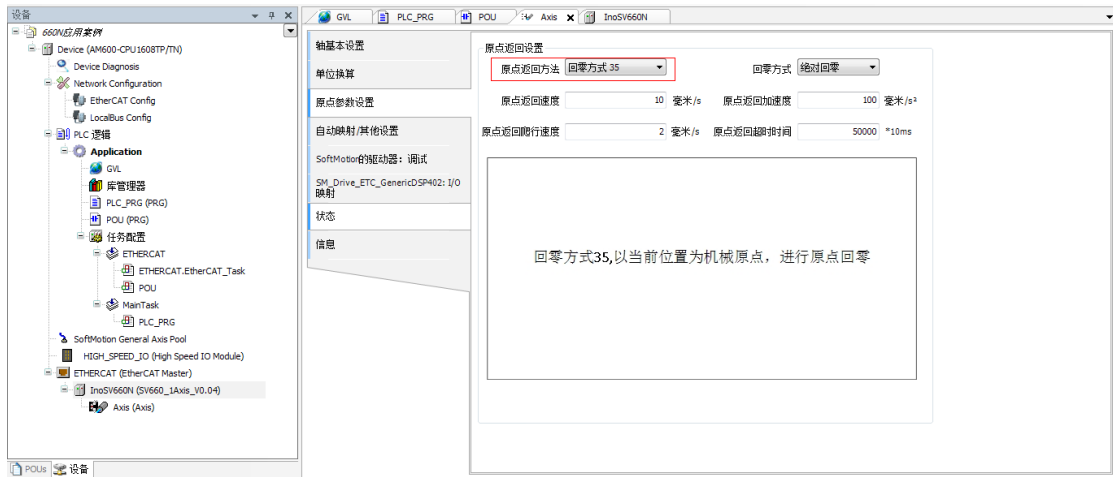 设备
660N应用案例
Device (AM600-CPU1608TP/TN)
Device Diagnosis
Network Configuration
EtherCAT Config
LocalBus Config
PLC 逻辑
Application
GVL
库管理器
PLC_PRG (PRG)
POU (PRG)
任务配置
ETHERCAT
ETHERCAT.EtherCAT_Task
POU
MainTask
PLC_PRG
SoftMotion General Axis Pool
HIGH_SPEED_IO (High Speed IO Module)
ETHERCAT (EtherCAT Master)
InoSV660N (SV660_1Axis_V0.04)
Axis (Axis)
POUs 设备
GVL PLC_PRG POU Axis InoSV660N
轴基本设置
单位换算
原点参数设置
自动映射/其他设置
SoftMotion的驱动器：调试
SM_Drive_ETC_GenericDSP402: I/O
映射
状态
信息
原点返回设置
原点返回方法 回零方式 35 回零方式 绝对回零
原点返回速度 10 毫米/s 原点返回加速度 100 毫米/s²
原点返回爬行速度 2 毫米/s 原点返回超时时间 50000 *10ms
回零方式35,以当前位置为机械原点，进行原点回零